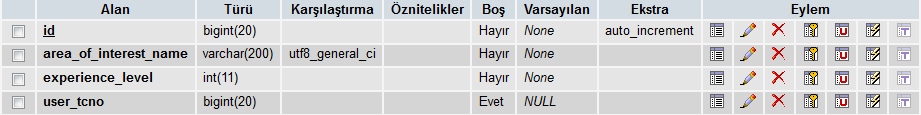 Alan Türü Karşılaştırma Öznitelikler Boş Varsayılan Ekstra Eylem
id bigint(20) Hayır None auto_increment
area_of_interest_name varchar(200) utf8_general_ci Hayır None
experience_level int(11) Hayır None
user_tcno bigint(20) Evet NULL